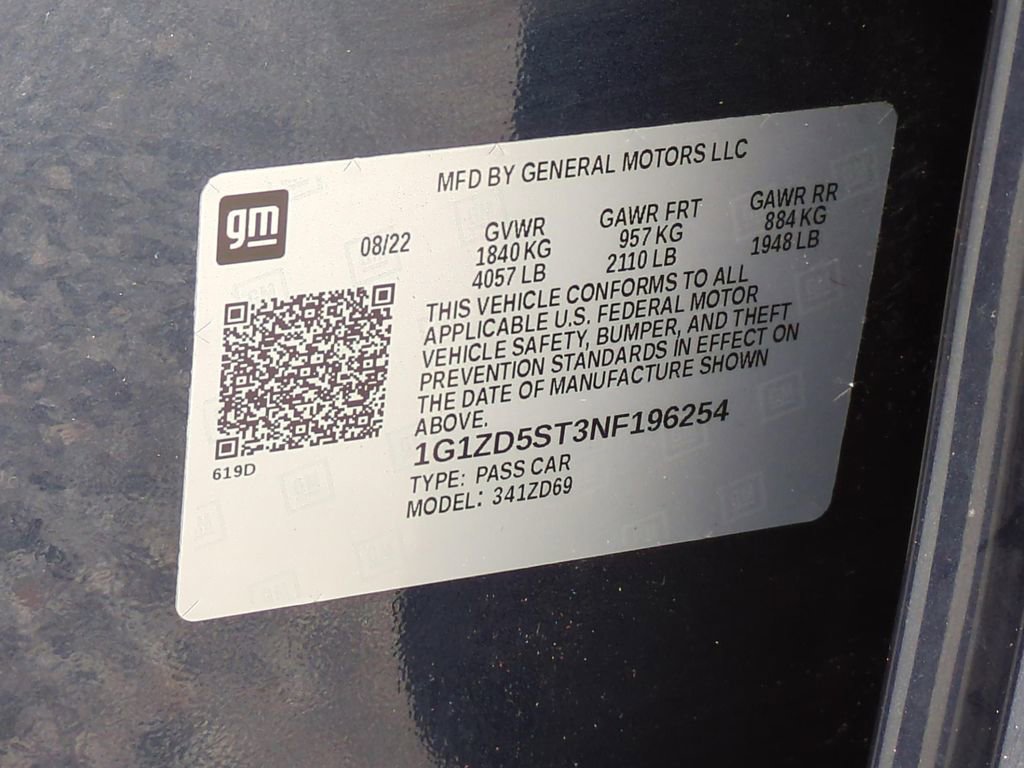 MFD BY GENERAL MOTORS LLC
gm
08/22
GVWR
1840 KG
4057 LB
GAWR FRT
957 KG
2110 LB
GAWR RR
884 KG
1948 LB
THIS VEHICLE CONFORMS TO ALL
APPLICABLE U.S. FEDERAL MOTOR
VEHICLE SAFETY, BUMPER, AND THEFT
PREVENTION STANDARDS IN EFFECT ON
THE DATE OF MANUFACTURE SHOWN
ABOVE.
1G1ZD5ST3NF196254
TYPE: PASS CAR
MODEL: 341ZD69
619D